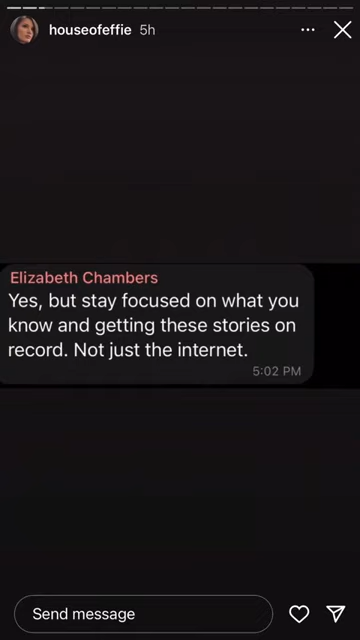 houseofeffie 5h
Elizabeth Chambers
Yes, but stay focused on what you
know and getting these stories on
record. Not just the internet.
5:02 PM
Send message